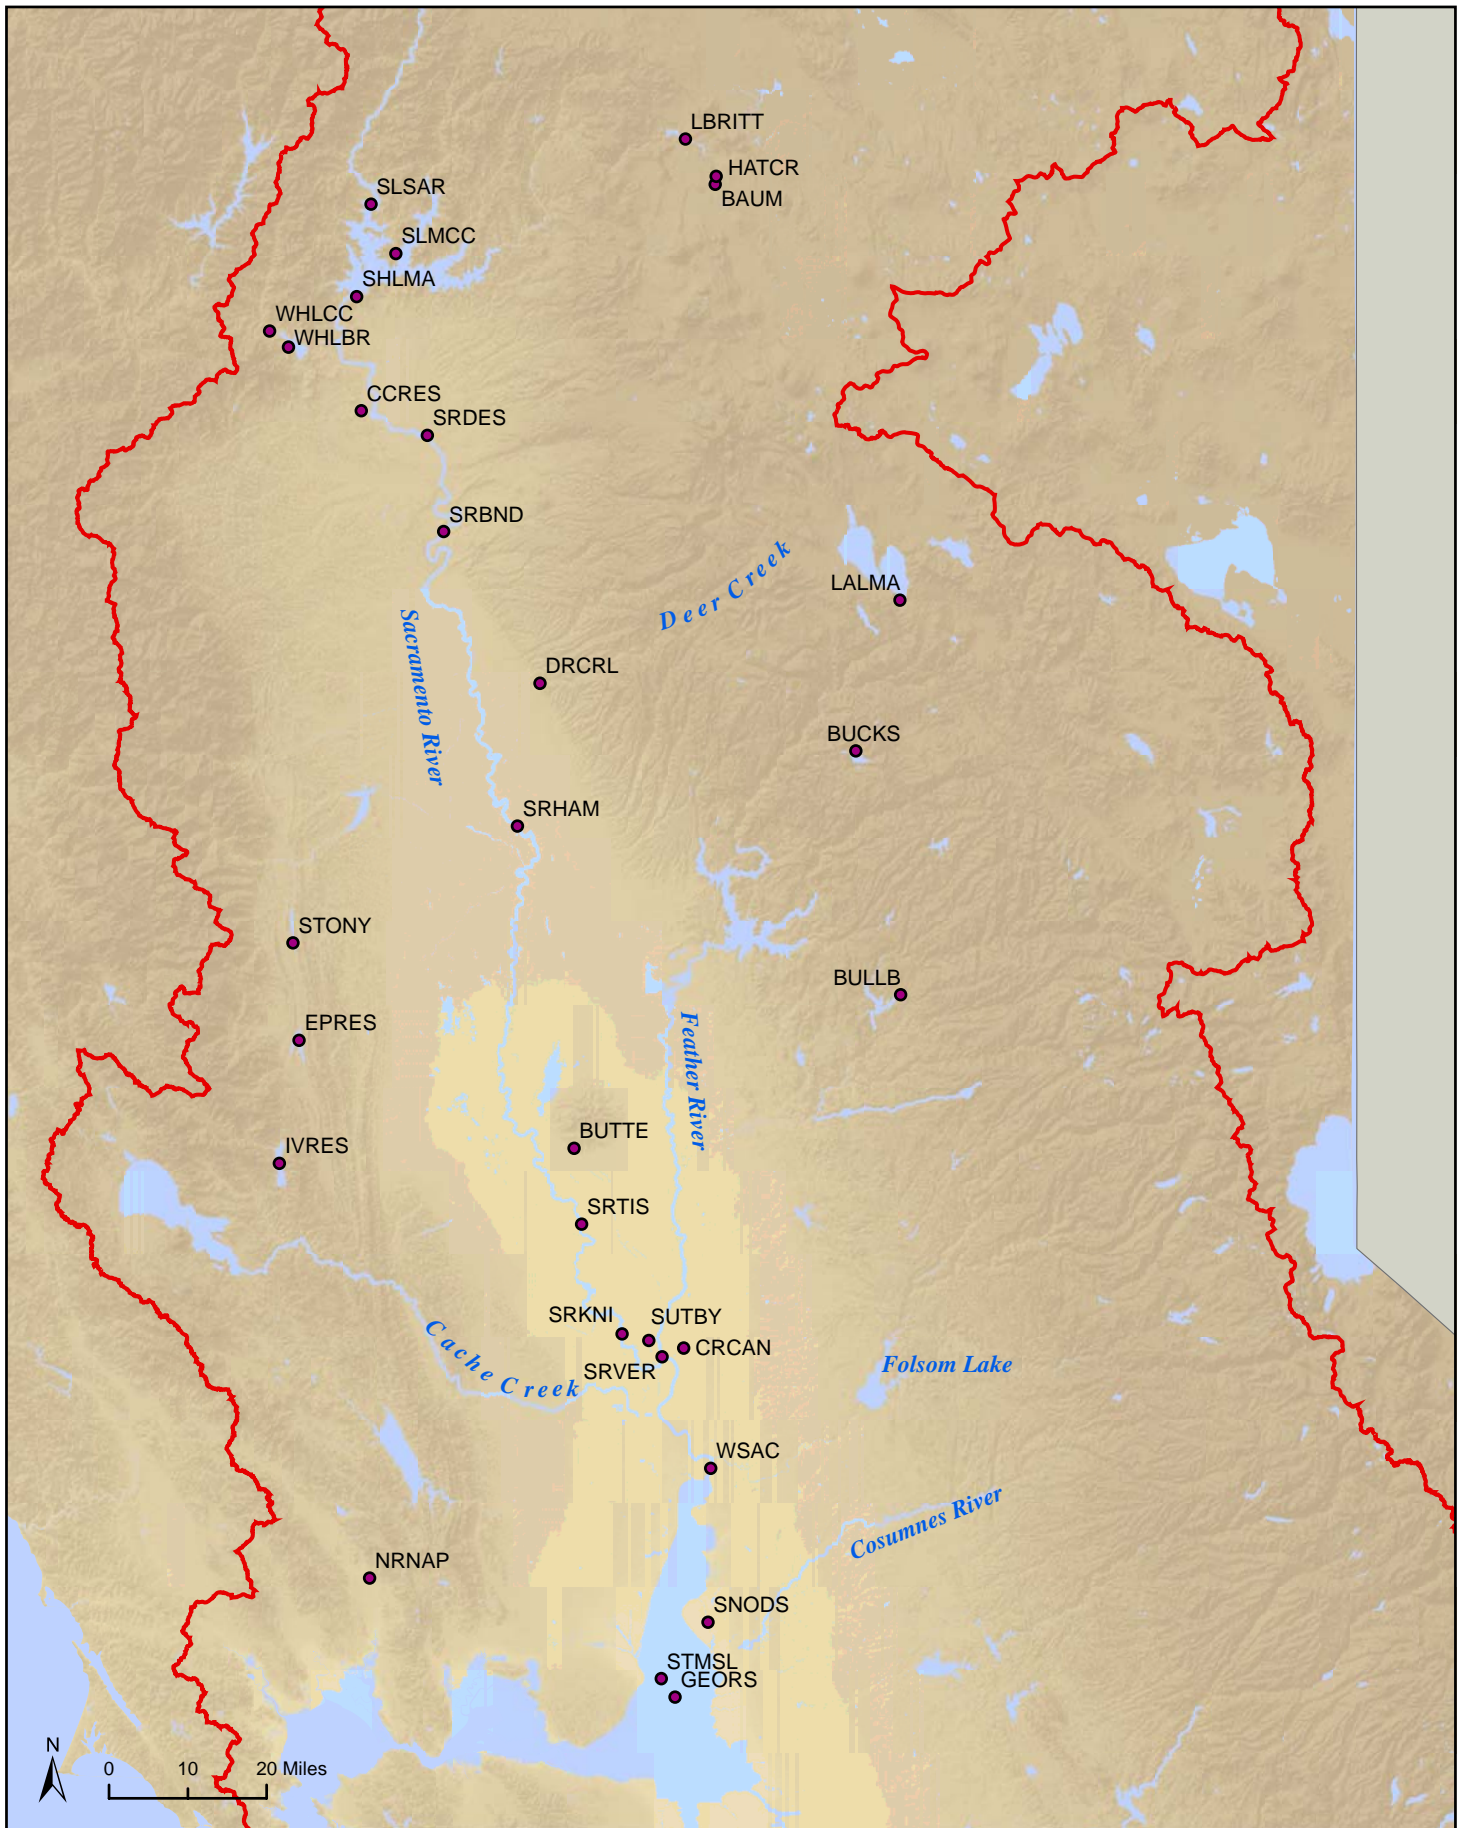 LBRITT
HATCR
BAUM
SLSAR
SLMCC
SHLMA
WHLCC
WHLBR
CCRES
SRDES
SRBND
Deer Creek
LALMA
Sacramento River
DRCRL
BUCKS
SRHAM
STONY
BULLB
EPRES
Feather River
BUTTE
IVRES
SRTIS
SRKNI
SUTBY
CRCAN
SRVER
Cache Creek
Folsom Lake
WSAC
Cosumnes River
NRNAP
SNODS
STMSL
GEORS
N
0 10 20 Miles